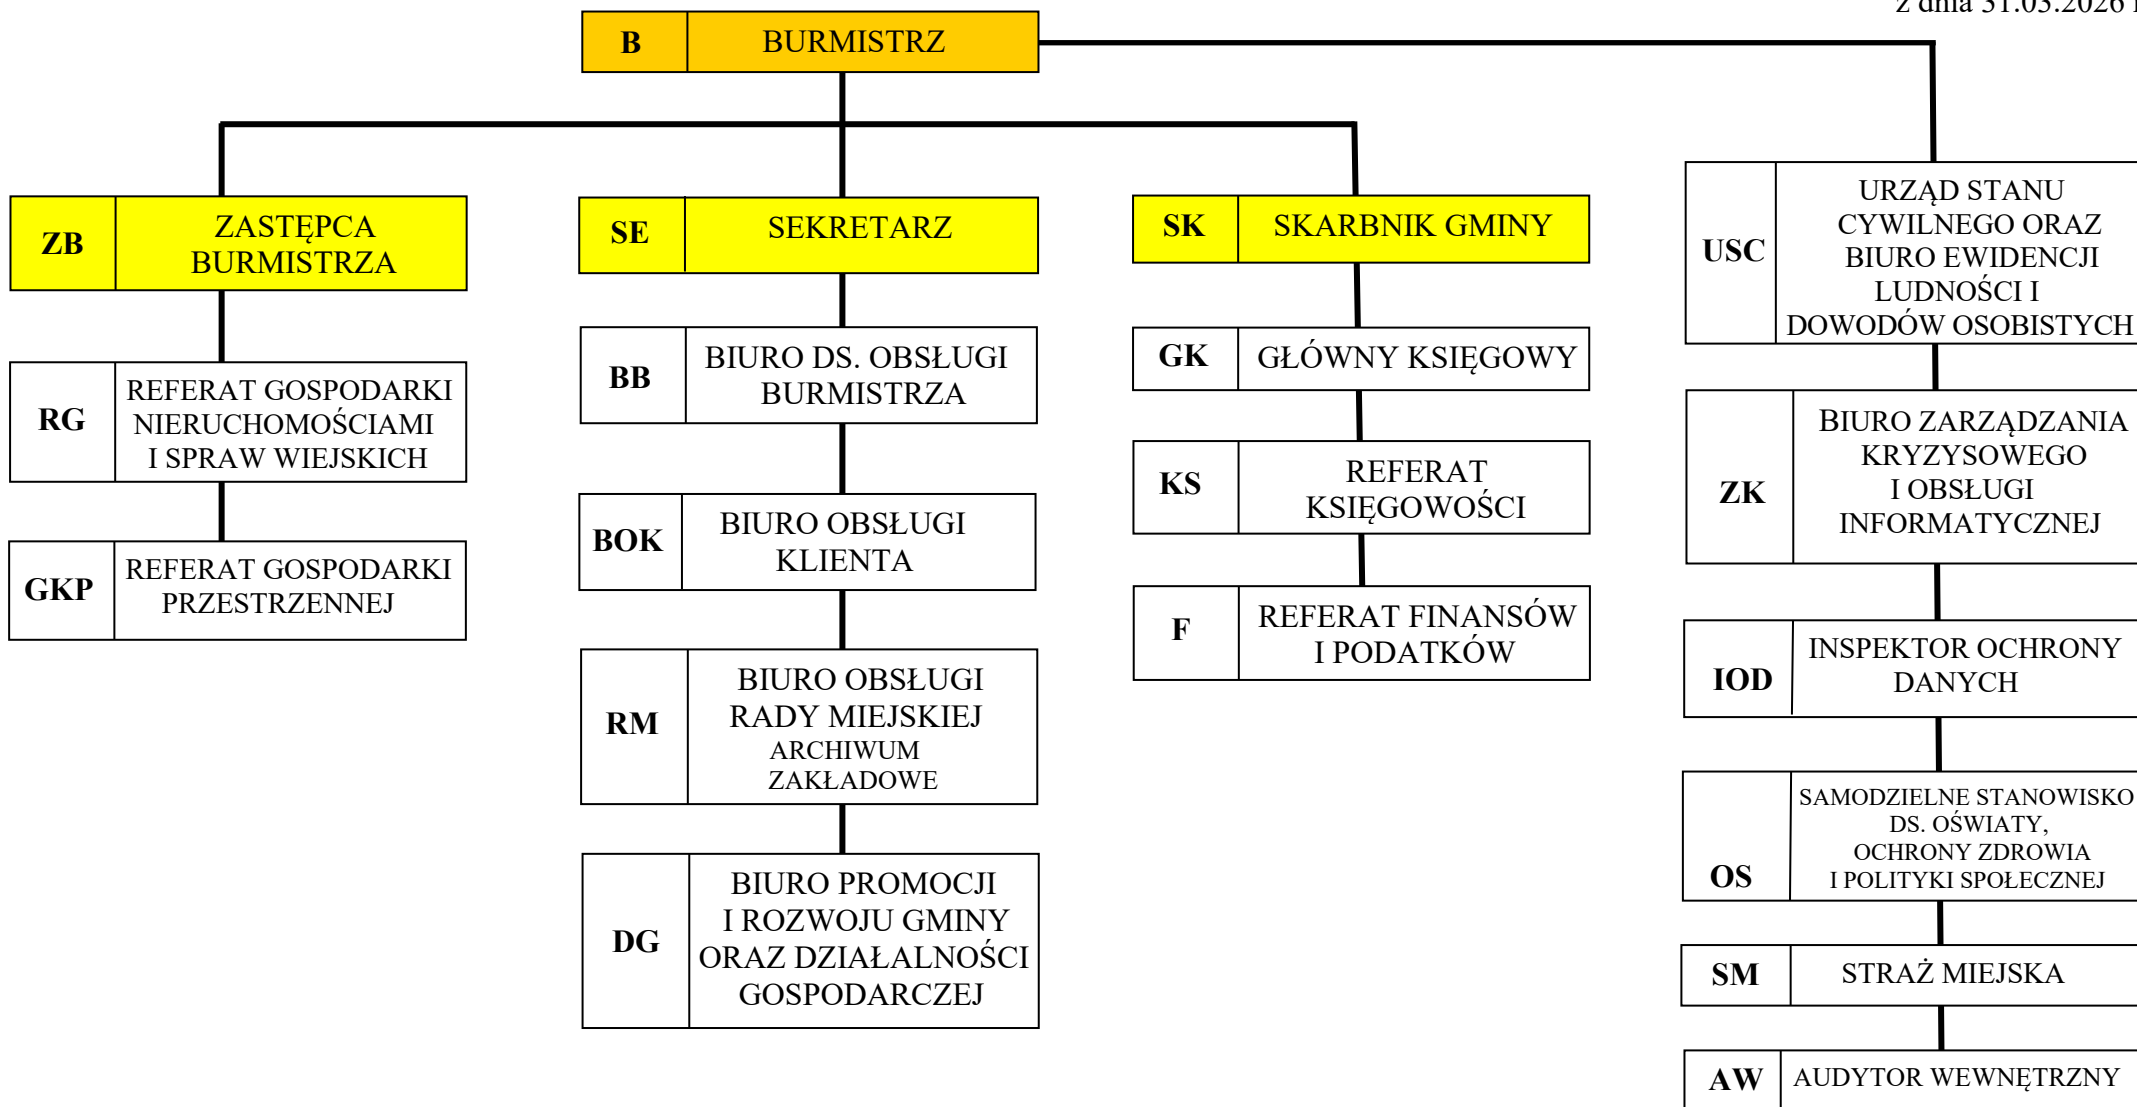 z dnia 31.03.2026 r
B BURMISTRZ
ZB ZASTĘPCA
BURMISTRZA
RG REFERAT GOSPODARKI
NIERUCHOMOŚCIAMI
I SPRAW WIEJSKICH
GKP REFERAT GOSPODARKI
PRZESTRZENNEJ
SE SEKRETARZ
BB BIURO DS. OBSŁUGI
BURMISTRZA
BOK BIURO OBSŁUGI
KLIENTA
RM BIURO OBSŁUGI
RADY MIEJSKIEJ
ARCHIWUM
ZAKŁADOWE
DG BIURO PROMOCJI
I ROZWOJU GMINY
ORAZ DZIAŁALNOŚCI
GOSPODARCZEJ
SK SKARBNIK GMINY
GK GŁÓWNY KSIĘGOWY
KS REFERAT
KSIĘGOWOŚCI
F REFERAT FINANSÓW
I PODATKÓW
USC URZĄD STANU
CYWILNEGO ORAZ
BIURO EWIDENCJI
LUDNOŚCI I
DOWODÓW OSOBISTYCH
ZK BIURO ZARZĄDZANIA
KRYZYSOWEGO
I OBSŁUGI
INFORMATYCZNEJ
IOD INSPEKTOR OCHRONY
DANYCH
OS SAMODZIELNE STANOWISKO
DS. OŚWIATY,
OCHRONY ZDROWIA
I POLITYKI SPOŁECZNEJ
SM STRAŻ MIEJSKA
AW AUDYTOR WEWNĘTRZNY